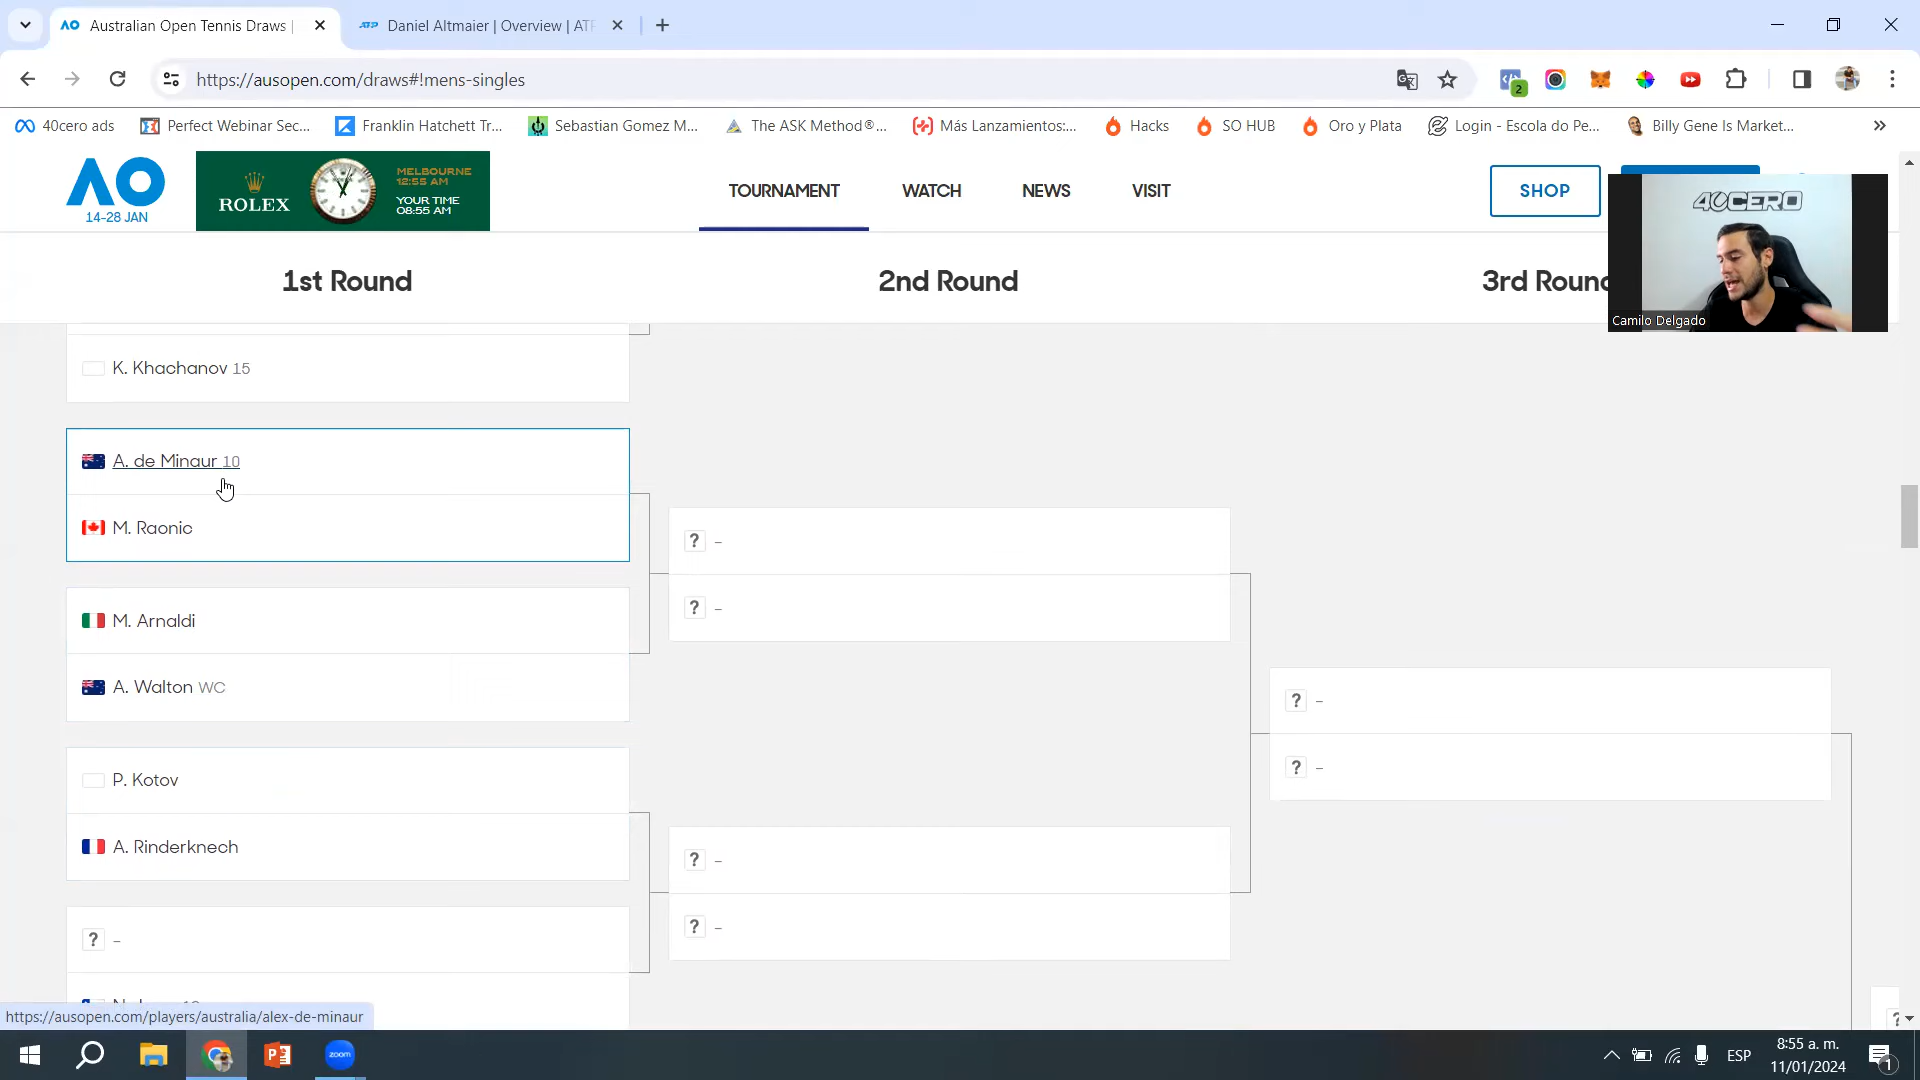 Australian Open Tennis Draws |
Daniel Altmaier | Overview | ATP
https://ausopen.com/draws#!mens-singles
2
40cero ads
Perfect Webinar Sec...
Franklin Hatchett Tr...
Sebastian Gomez M...
The ASK Method®...
Más Lanzamientos:...
Hacks
SO HUB
Oro y Plata
Login - Escola do Pe...
Billy Gene Is Market...
AO
14-28 JAN
ROLEX
MELBOURNE
12:55 AM
YOUR TIME
08:55 AM
TOURNAMENT
WATCH
NEWS
VISIT
SHOP
40CERO
Camilo Delgado
1st Round
2nd Round
3rd Round
K. Khachanov 15
A. de Minaur 10
M. Raonic
M. Arnaldi
A. Walton WC
P. Kotov
A. Rinderknech
? -
? -
? -
? -
? -
? -
? -
https://ausopen.com/players/australia/alex-de-minaur
zoom
ESP
8:55 a. m.
11/01/2024
1